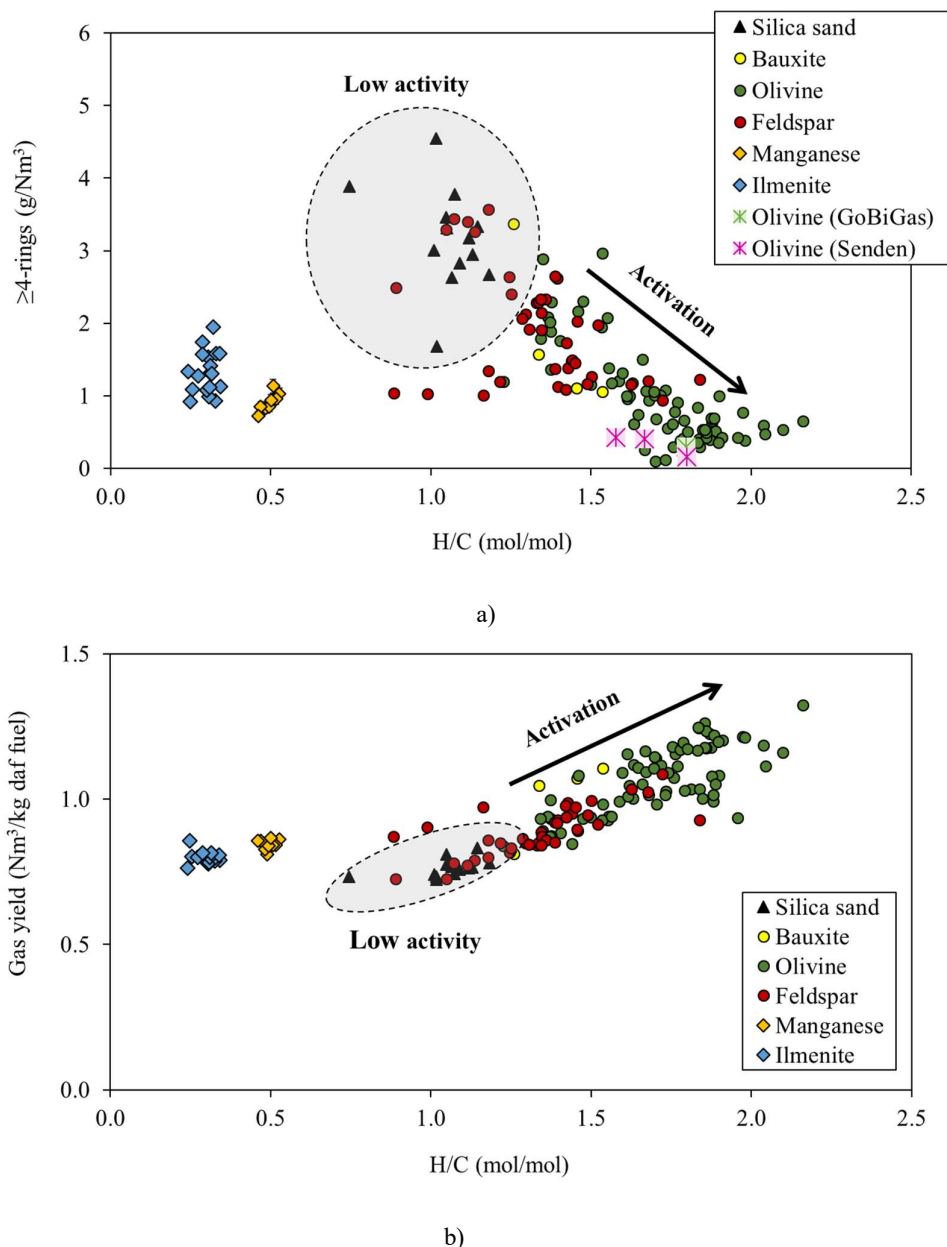 6
5
4
3
2
1
0
≥4-rings (g/Nm³)
Low activity
Activation
Silica sand
Bauxite
Olivine
Feldspar
Manganese
Ilmenite
Olivine (GoBiGas)
Olivine (Senden)
0.0 0.5 1.0 1.5 2.0 2.5
H/C (mol/mol)
a)
1.5
1.0
0.5
0.0
Gas yield (Nm³/kg daf fuel)
Activation
Low activity
Silica sand
Bauxite
Olivine
Feldspar
Manganese
Ilmenite
0.0 0.5 1.0 1.5 2.0 2.5
H/C (mol/mol)
b)